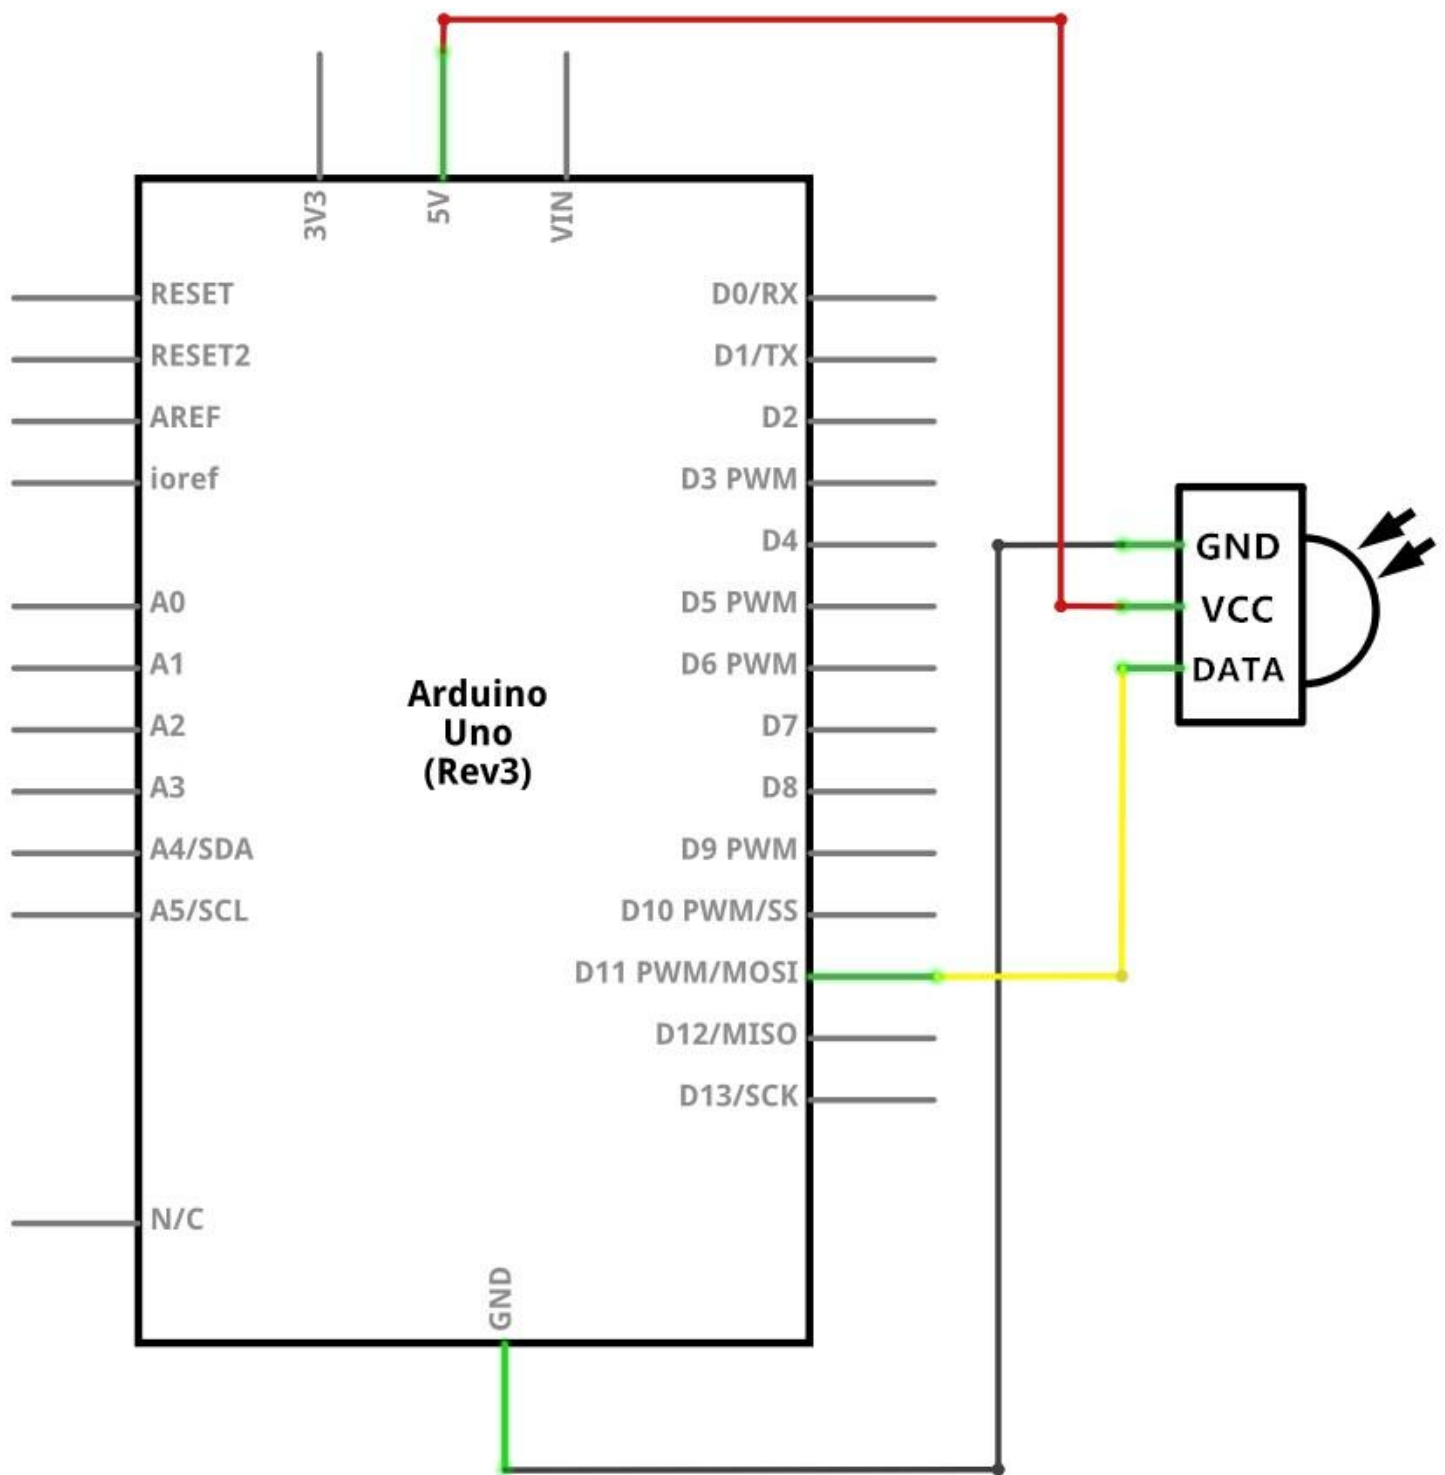 3V3
5V
VIN
RESET
D0/RX
RESET2
D1/TX
AREF
D2
ioref
D3 PWM
D4
GND
A0
D5 PWM
VCC
A1
D6 PWM
DATA
Arduino
Uno
(Rev3)
A2
D7
A3
D8
A4/SDA
D9 PWM
A5/SCL
D10 PWM/SS
D11 PWM/MOSI
D12/MISO
D13/SCK
N/C
GND